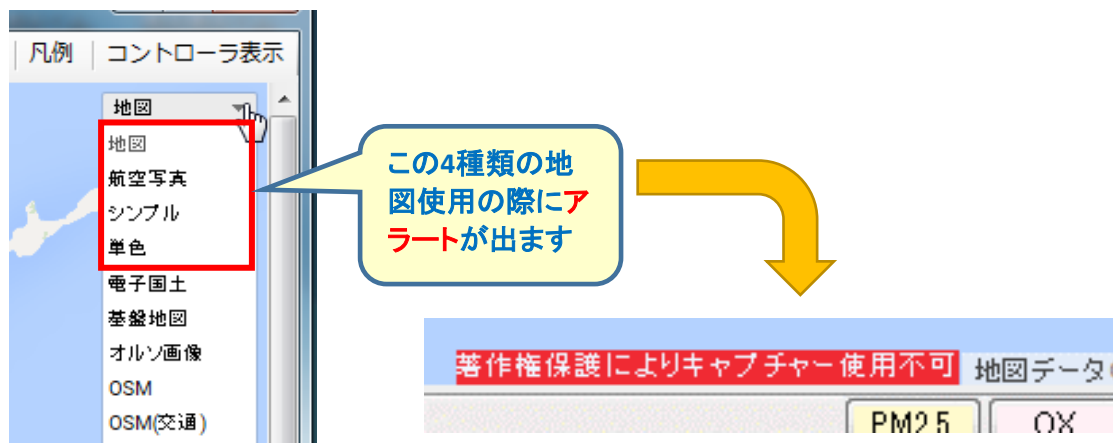 凡例 コントローラ表示
地図
地図
航空写真
シンプル
単色
電子国土
基盤地図
オルソ画像
OSM
OSM(交通)
この4種類の地
図使用の際にア
ラートが出ます
著作権保護によりキャプチャー使用不可 地図データ
PM2.5 OX